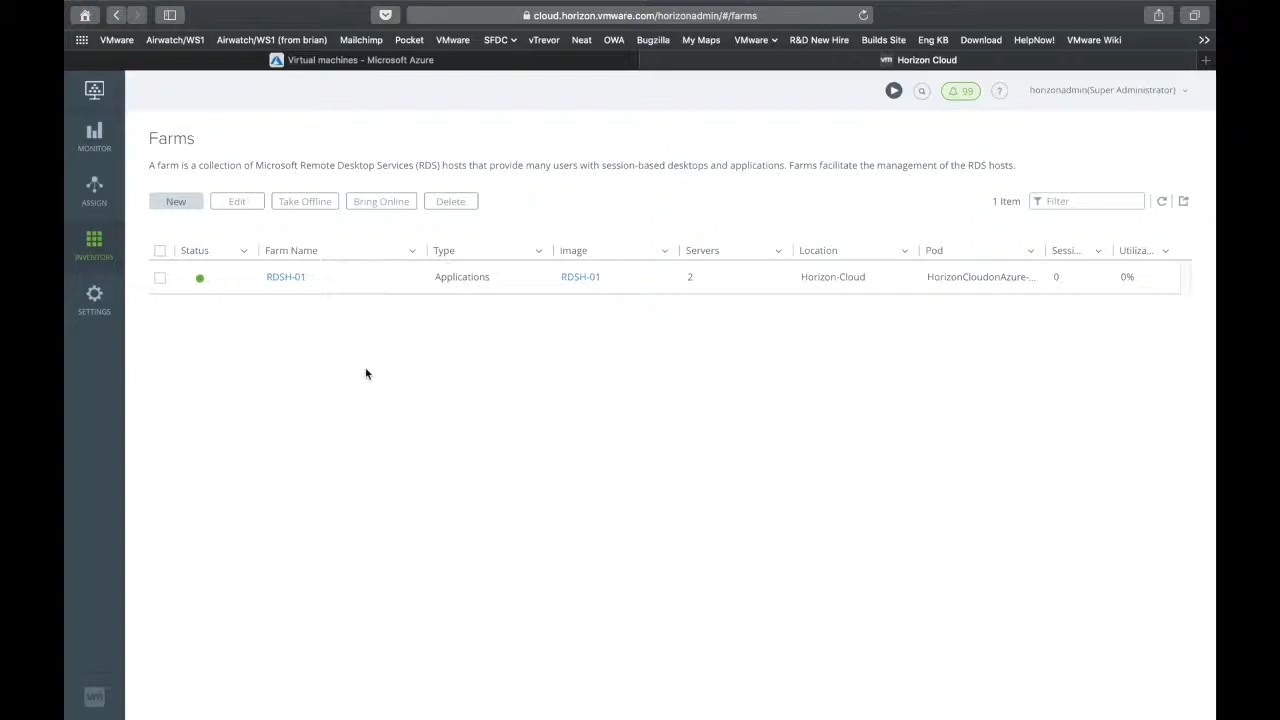 cloud.horizon.vmware.com/horizonadmin/#/farms
VMware Airwatch/WS1 Airwatch/WS1 (from brian) Mailchimp Pocket VMware SFDC vTrevor Neat OWA Bugzilla My Maps VMware R&D New Hire Builds Site Eng KB Download HelpNow! VMware Wiki
Virtual machines - Microsoft Azure
vm Horizon Cloud
99 ? horizonadmin(Super Administrator)
MONITOR
ASSIGN
INVENTORY
SETTINGS
vm
Farms
A farm is a collection of Microsoft Remote Desktop Services (RDS) hosts that provide many users with session-based desktops and applications. Farms facilitate the management of the RDS hosts.
New Edit Take Offline Bring Online Delete 1 Item Filter
Status Farm Name Type Image Servers Location Pod Sessi... Utiliza...
RDSH-01 Applications RDSH-01 2 Horizon-Cloud HorizonCloudonAzure-... 0 0%